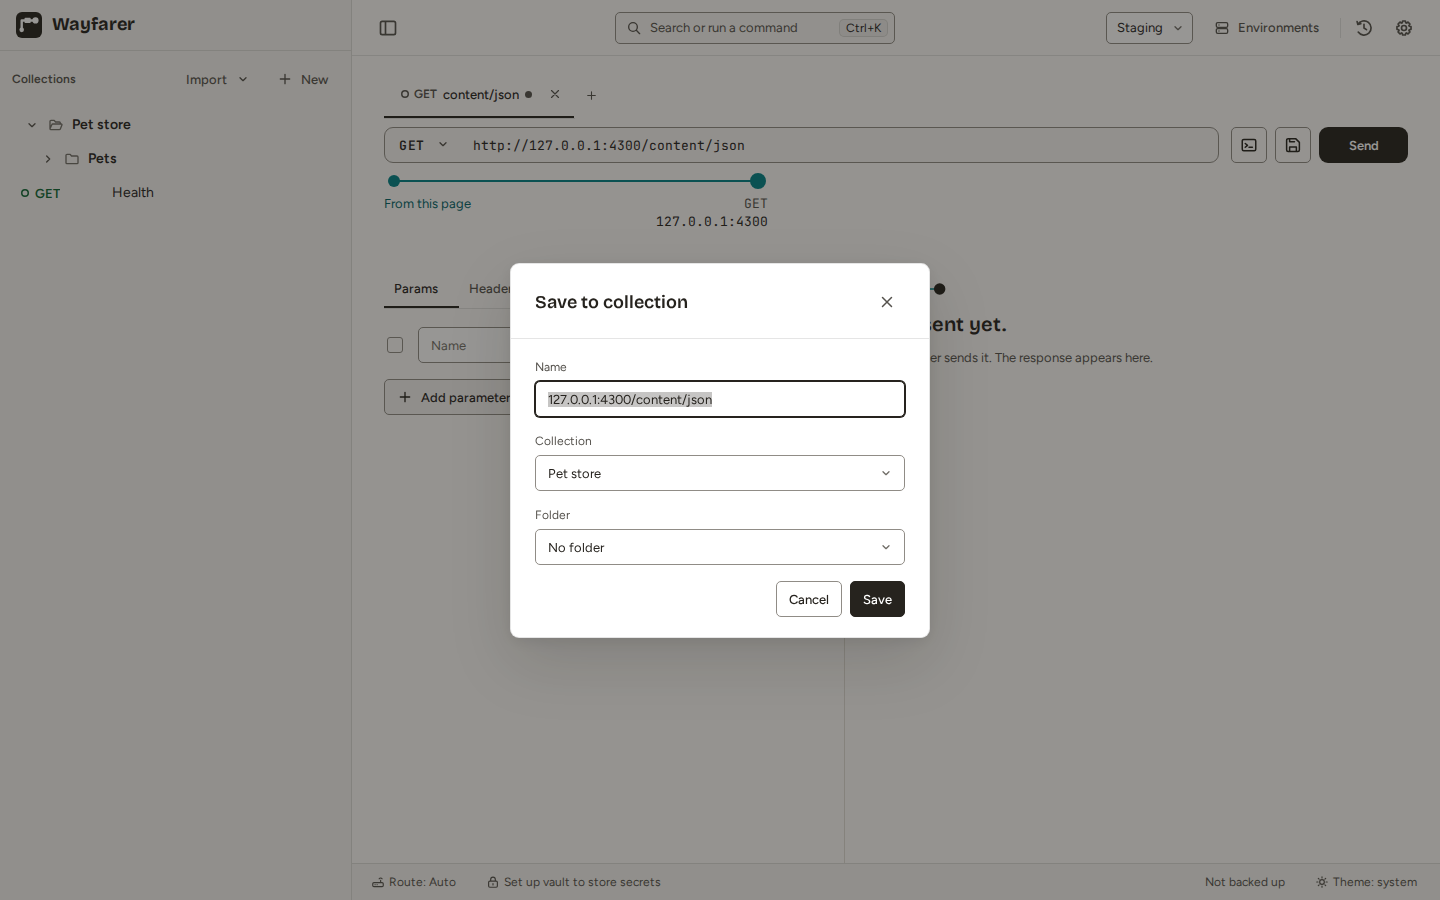 Wayfarer
Search or run a command
Ctrl+K
Staging
Environments
Collections
Import
New
GET content/json
Pet store
Pets
GET Health
GET
http://127.0.0.1:4300/content/json
Send
From this page
GET
127.0.0.1:4300
Params
Header
sent yet.
er sends it. The response appears here.
Name
Add parameter
Save to collection
Name
127.0.0.1:4300/content/json
Collection
Pet store
Folder
No folder
Cancel
Save
Route: Auto
Set up vault to store secrets
Not backed up
Theme: system